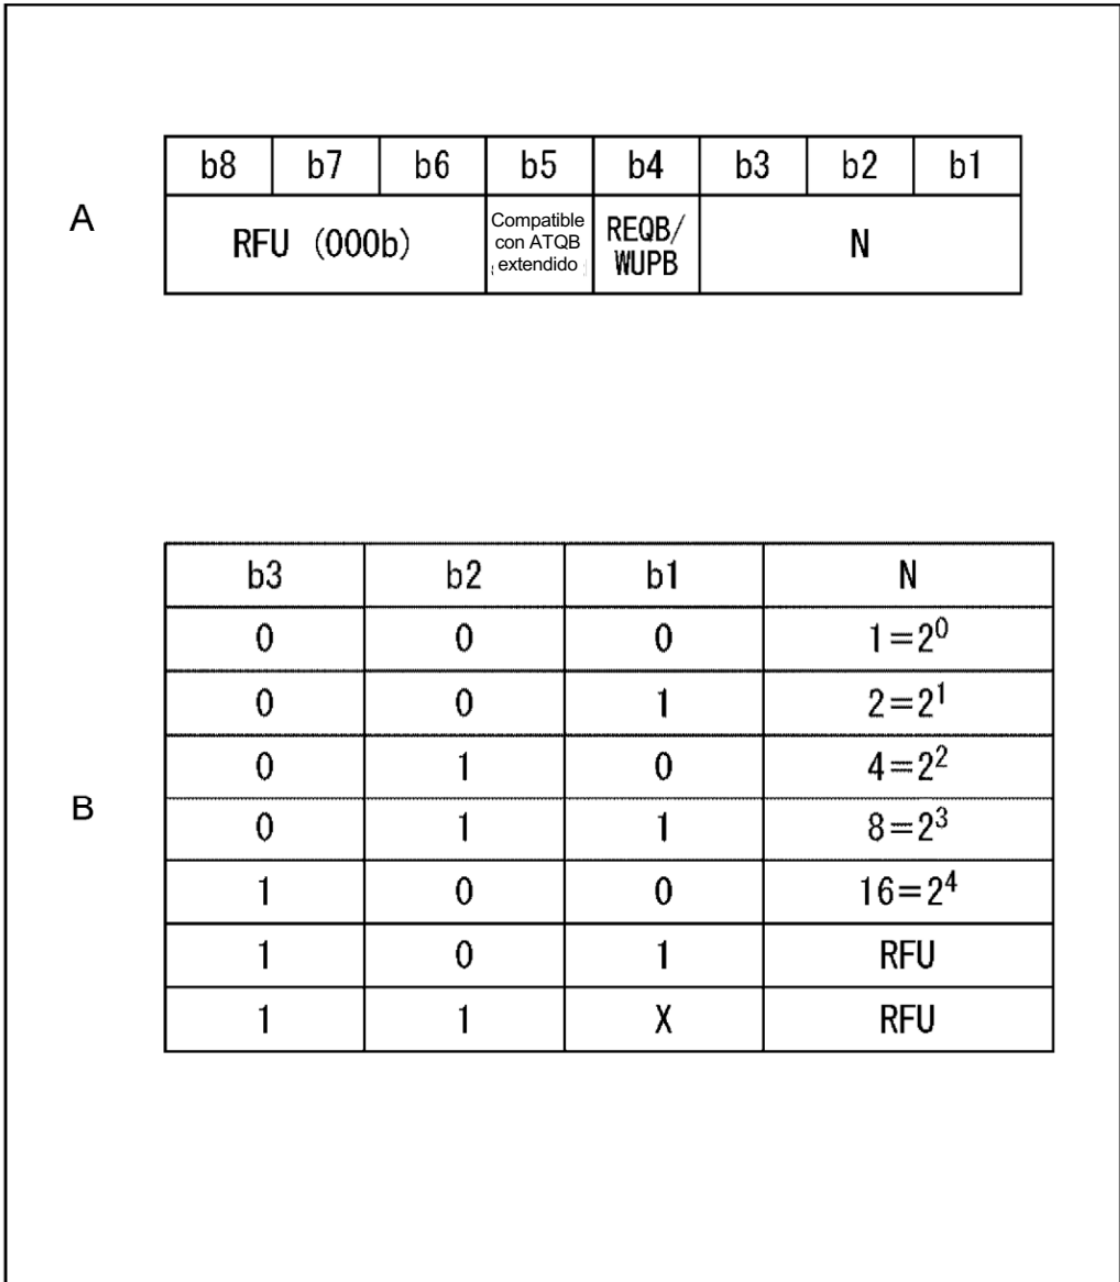 A
b8 b7 b6 b5 b4 b3 b2 b1
RFU (000b)
Compatible
con ATQB
extendido
REQB/
WUPB
N
B
b3 b2 b1 N
0 0 0 1=2⁰
0 0 1 2=2¹
0 1 0 4=2²
0 1 1 8=2³
1 0 0 16=2⁴
1 0 1 RFU
1 1 X RFU